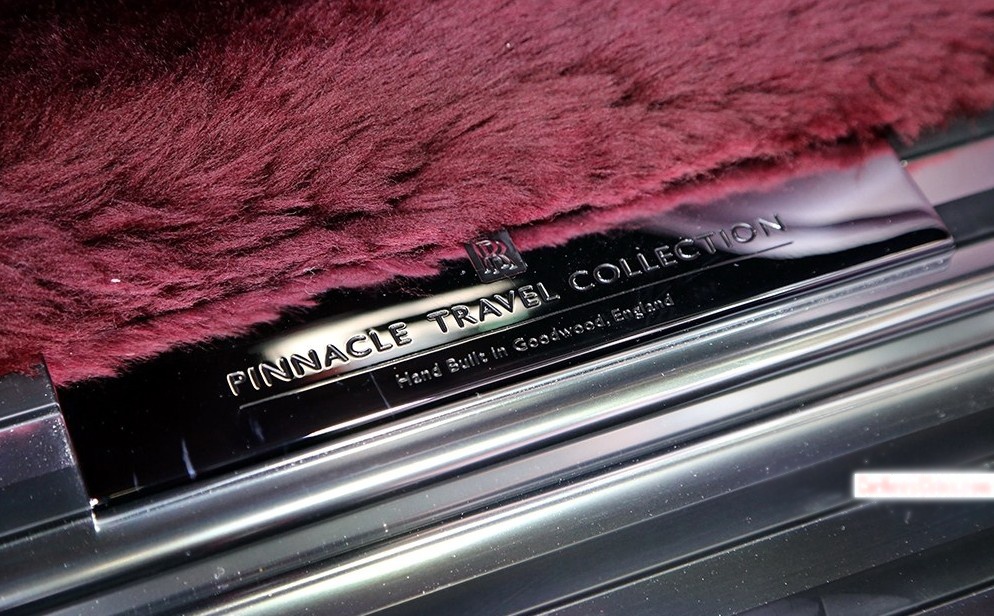 RR
PINNACLE TRAVEL COLLECTION
Hand Built in Goodwood, England